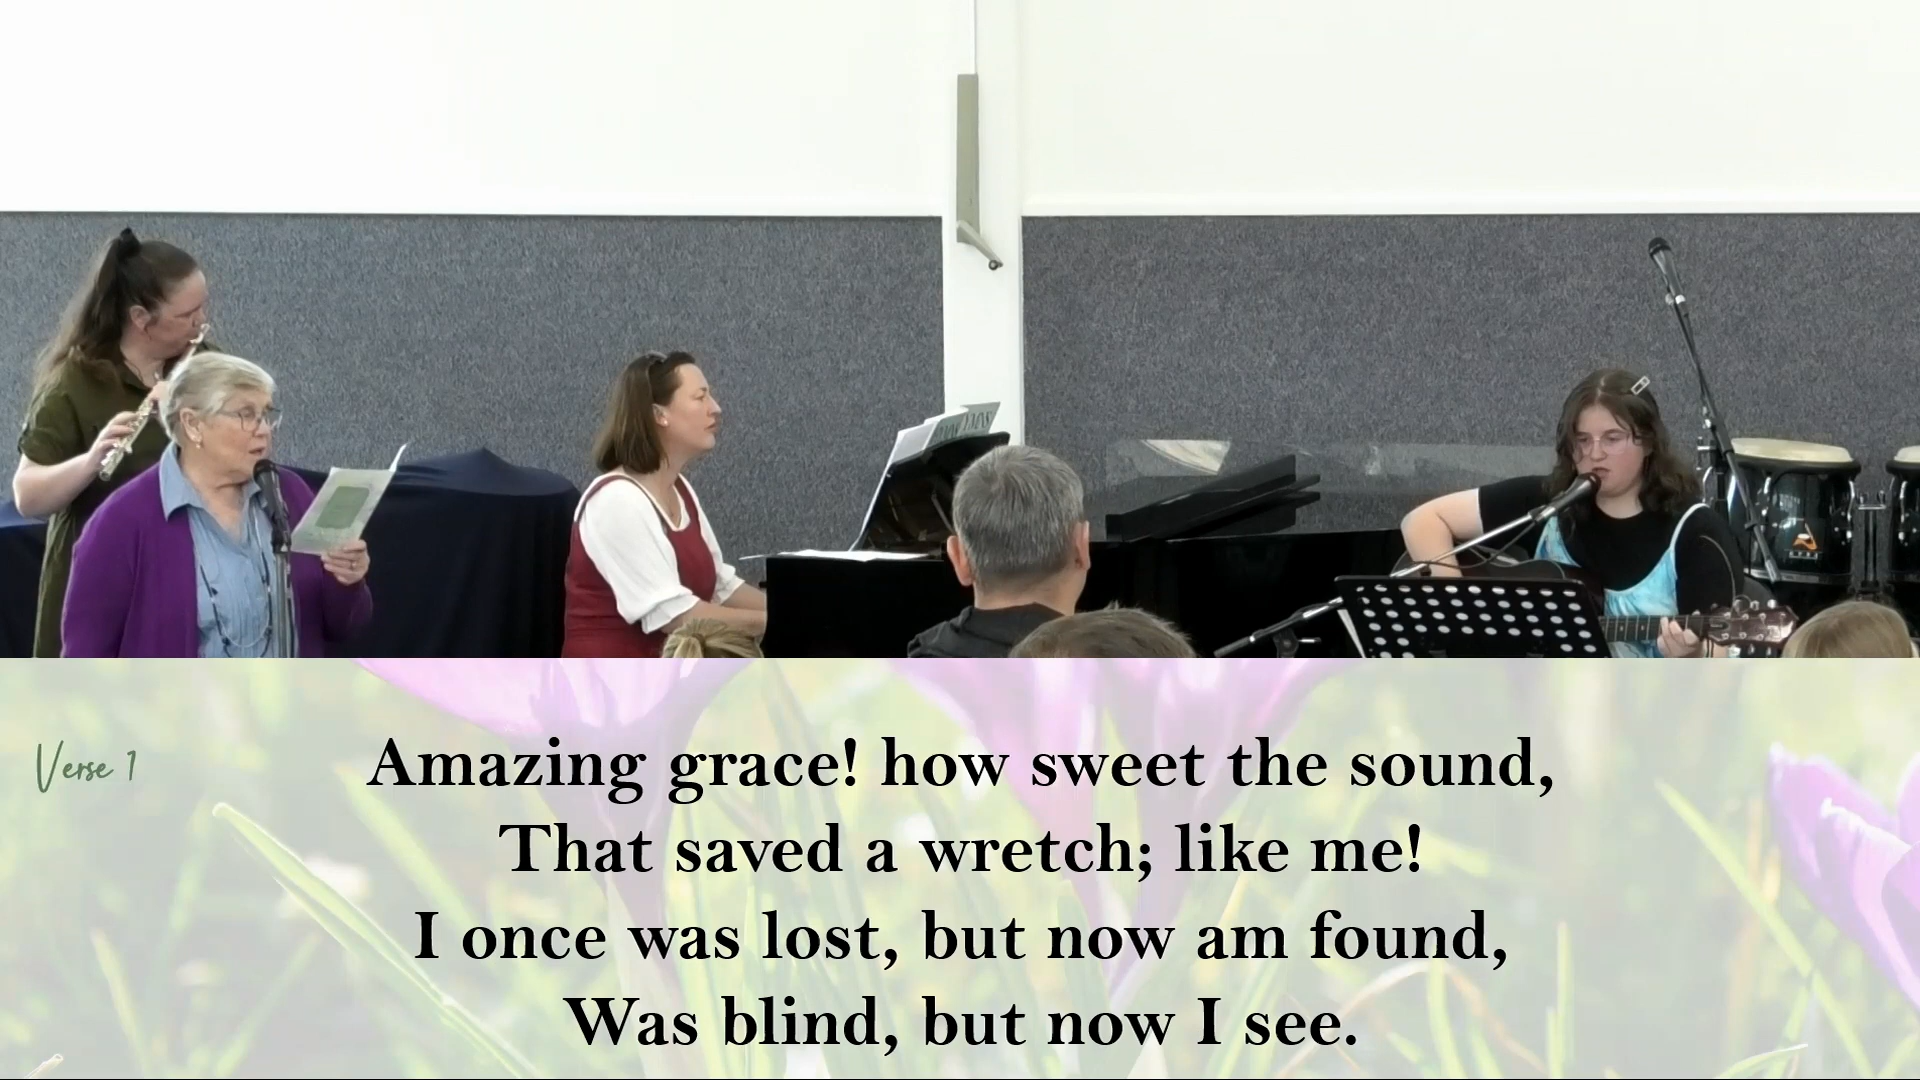 Verse 1
Amazing grace! how sweet the sound,
That saved a wretch; like me!
I once was lost, but now am found,
Was blind, but now I see.